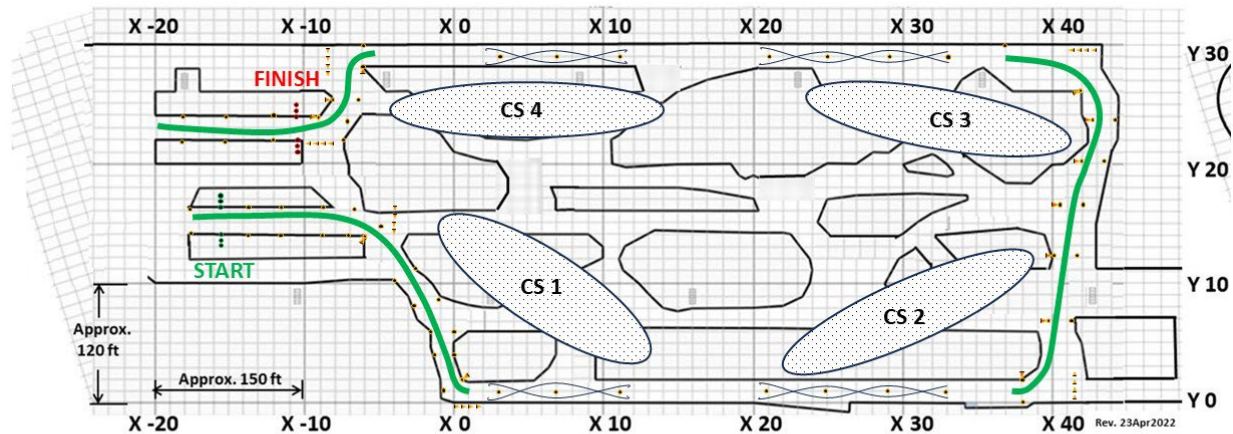 X -20 X -10 X 0 X 10 X 20 X 30 X 40
Y 30
FINISH
CS 4
CS 3
Y 20
START
CS 1
Y 10
CS 2
Approx.
120 ft
Approx. 150 ft
Y 0
Rev. 23Apr2022
X -20 X -10 X 0 X 10 X 20 X 30 X 40